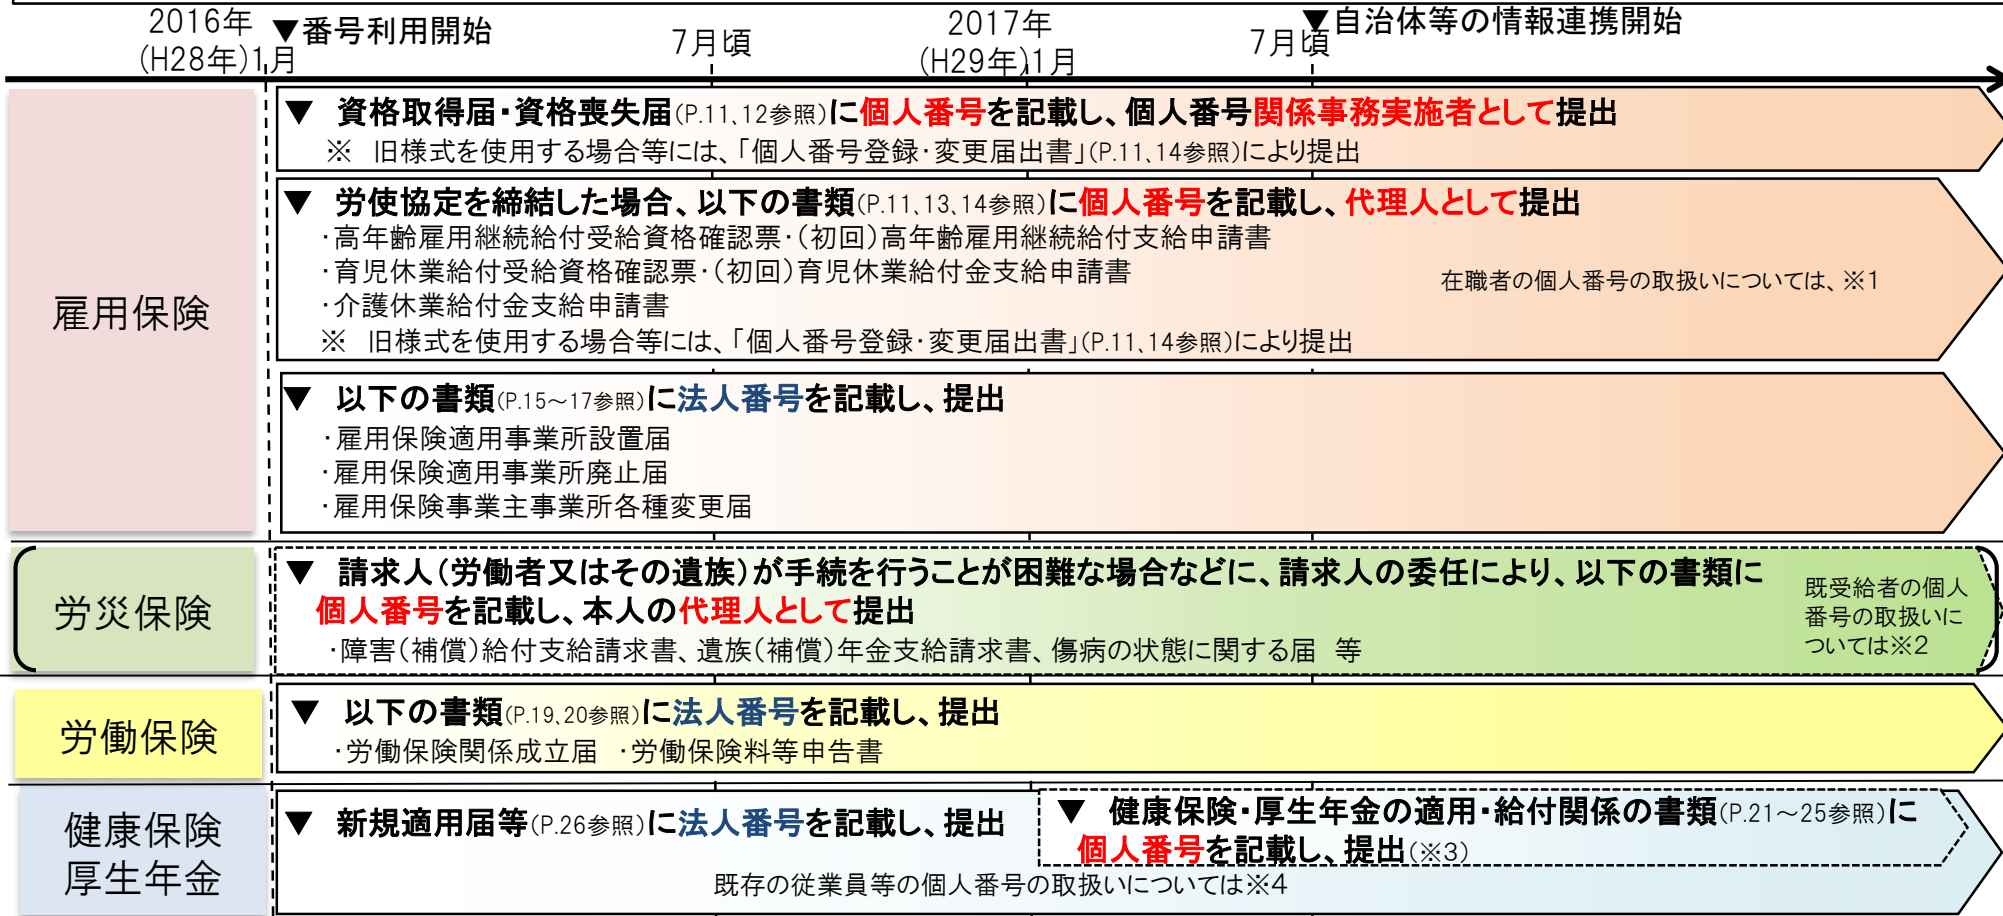 2016年
(H28年)1月
▼番号利用開始
7月頃
2017年
(H29年)1月
7月頃
▼自治体等の情報連携開始
雇用保険
▼ 資格取得届・資格喪失届(P.11、12参照)に個人番号を記載し、個人番号関係事務実施者として提出
※ 旧様式を使用する場合等には、「個人番号登録・変更届出書」(P.11、14参照)により提出
▼ 労使協定を締結した場合、以下の書類(P.11、13、14参照)に個人番号を記載し、代理人として提出
・高年齢雇用継続給付受給資格確認票・(初回)高年齢雇用継続給付支給申請書
・育児休業給付受給資格確認票・(初回)育児休業給付金支給申請書
・介護休業給付金支給申請書
在職者の個人番号の取扱いについては、※1
※ 旧様式を使用する場合等には、「個人番号登録・変更届出書」(P.11、14参照)により提出
▼ 以下の書類(P.15~17参照)に法人番号を記載し、提出
・雇用保険適用事業所設置届
・雇用保険適用事業所廃止届
・雇用保険事業主事業所各種変更届
労災保険
▼ 請求人(労働者又はその遺族)が手続を行うことが困難な場合などに、請求人の委任により、以下の書類に
個人番号を記載し、本人の代理人として提出
・障害(補償)給付支給請求書、遺族(補償)年金支給請求書、傷病の状態に関する届 等
既受給者の個人
番号の取扱いに
ついては※2
労働保険
▼ 以下の書類(P.19、20参照)に法人番号を記載し、提出
・労働保険関係成立届 ・労働保険料等申告書
健康保険
厚生年金
▼ 新規適用届等(P.26参照)に法人番号を記載し、提出
▼ 健康保険・厚生年金の適用・給付関係の書類(P.21~25参照)に
個人番号を記載し、提出(※3)
既存の従業員等の個人番号の取扱いについては※4